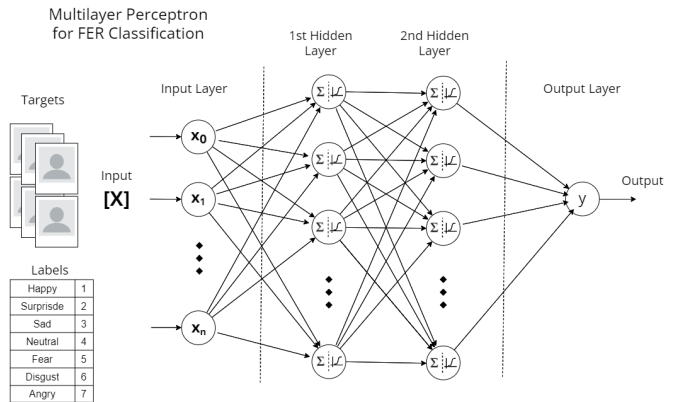 Multilayer Perceptron
for FER Classification
1st Hidden
Layer
2nd Hidden
Layer
Input Layer
Output Layer
Targets
Input
[X]
x0
x1
xn
Σ
Σ
Σ
Σ
Σ
Σ
Σ
Σ
y
Output
Labels
Happy 1
Surprisde 2
Sad 3
Neutral 4
Fear 5
Disgust 6
Angry 7